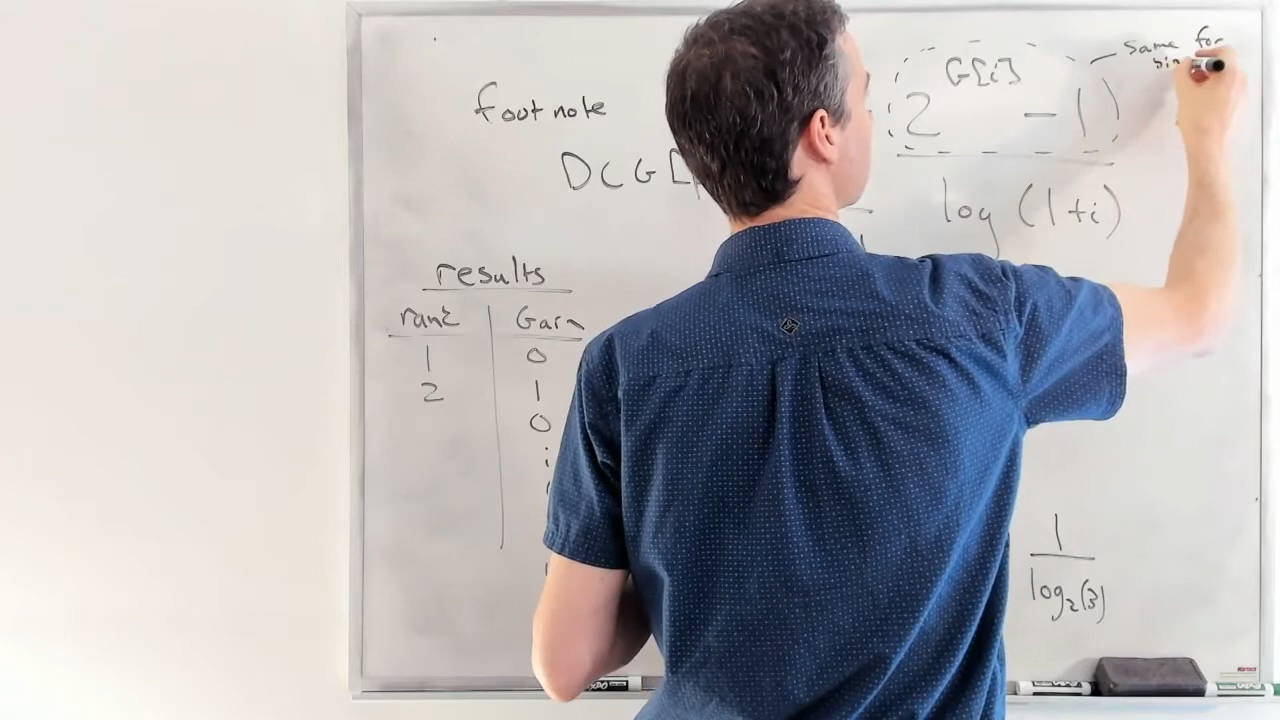 footnote
DCG[
2^G[i] - 1
log(1+i)
Same for
results
rank Gain
1 0
2 1
0
1
log₂(3)
EXPO